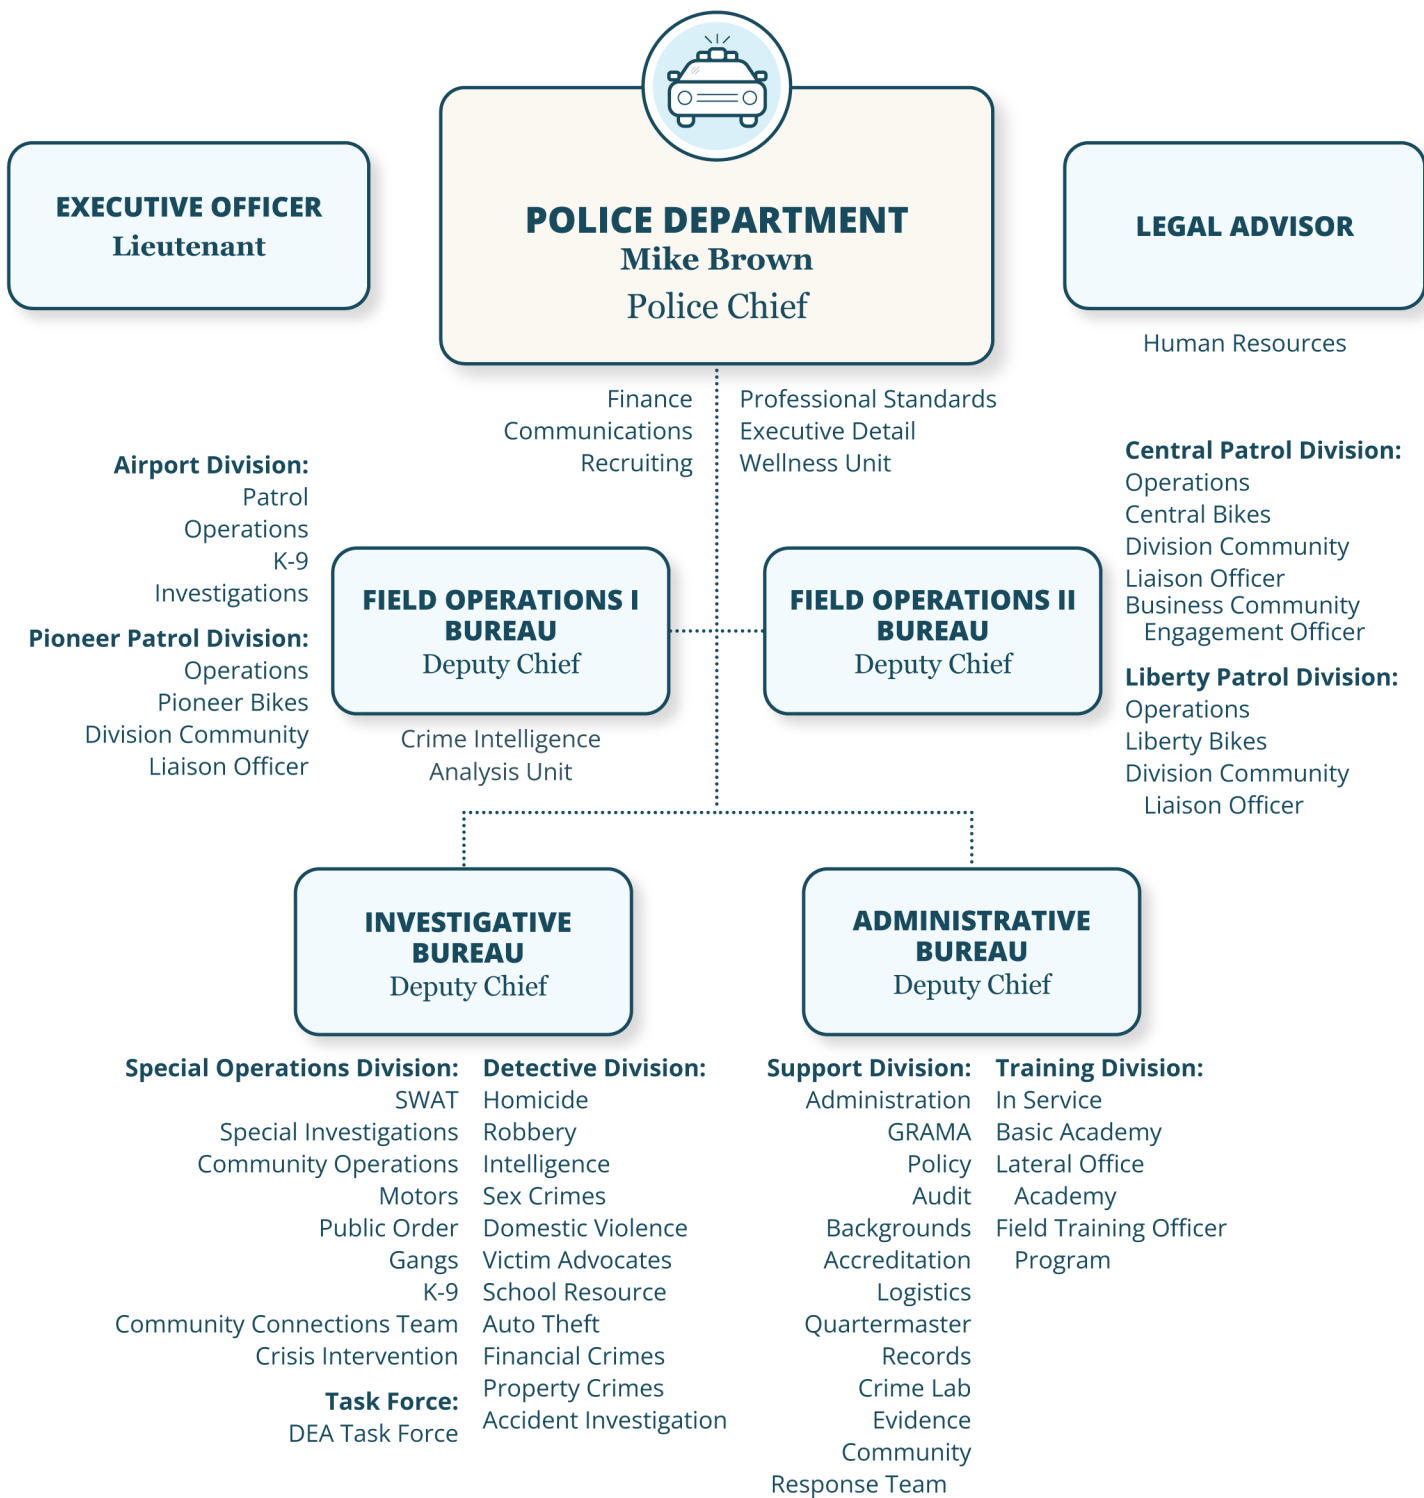 EXECUTIVE OFFICER
Lieutenant
POLICE DEPARTMENT
Mike Brown
Police Chief
LEGAL ADVISOR
Human Resources
Finance
Communications
Recruiting
Professional Standards
Executive Detail
Wellness Unit
Airport Division:
Patrol
Operations
K-9
Investigations
Pioneer Patrol Division:
Operations
Pioneer Bikes
Division Community
Liaison Officer
FIELD OPERATIONS I
BUREAU
Deputy Chief
Crime Intelligence
Analysis Unit
FIELD OPERATIONS II
BUREAU
Deputy Chief
Central Patrol Division:
Operations
Central Bikes
Division Community
Liaison Officer
Business Community
Engagement Officer
Liberty Patrol Division:
Operations
Liberty Bikes
Division Community
Liaison Officer
INVESTIGATIVE
BUREAU
Deputy Chief
Special Operations Division:
SWAT
Special Investigations
Community Operations
Motors
Public Order
Gangs
K-9
Community Connections Team
Crisis Intervention
Task Force:
DEA Task Force
Detective Division:
Homicide
Robbery
Intelligence
Sex Crimes
Domestic Violence
Victim Advocates
School Resource
Auto Theft
Financial Crimes
Property Crimes
Accident Investigation
ADMINISTRATIVE
BUREAU
Deputy Chief
Support Division:
Administration
GRAMA
Policy
Audit
Backgrounds
Accreditation
Logistics
Quartermaster
Records
Crime Lab
Evidence
Community
Response Team
Training Division:
In Service
Basic Academy
Lateral Office
Academy
Field Training Officer
Program